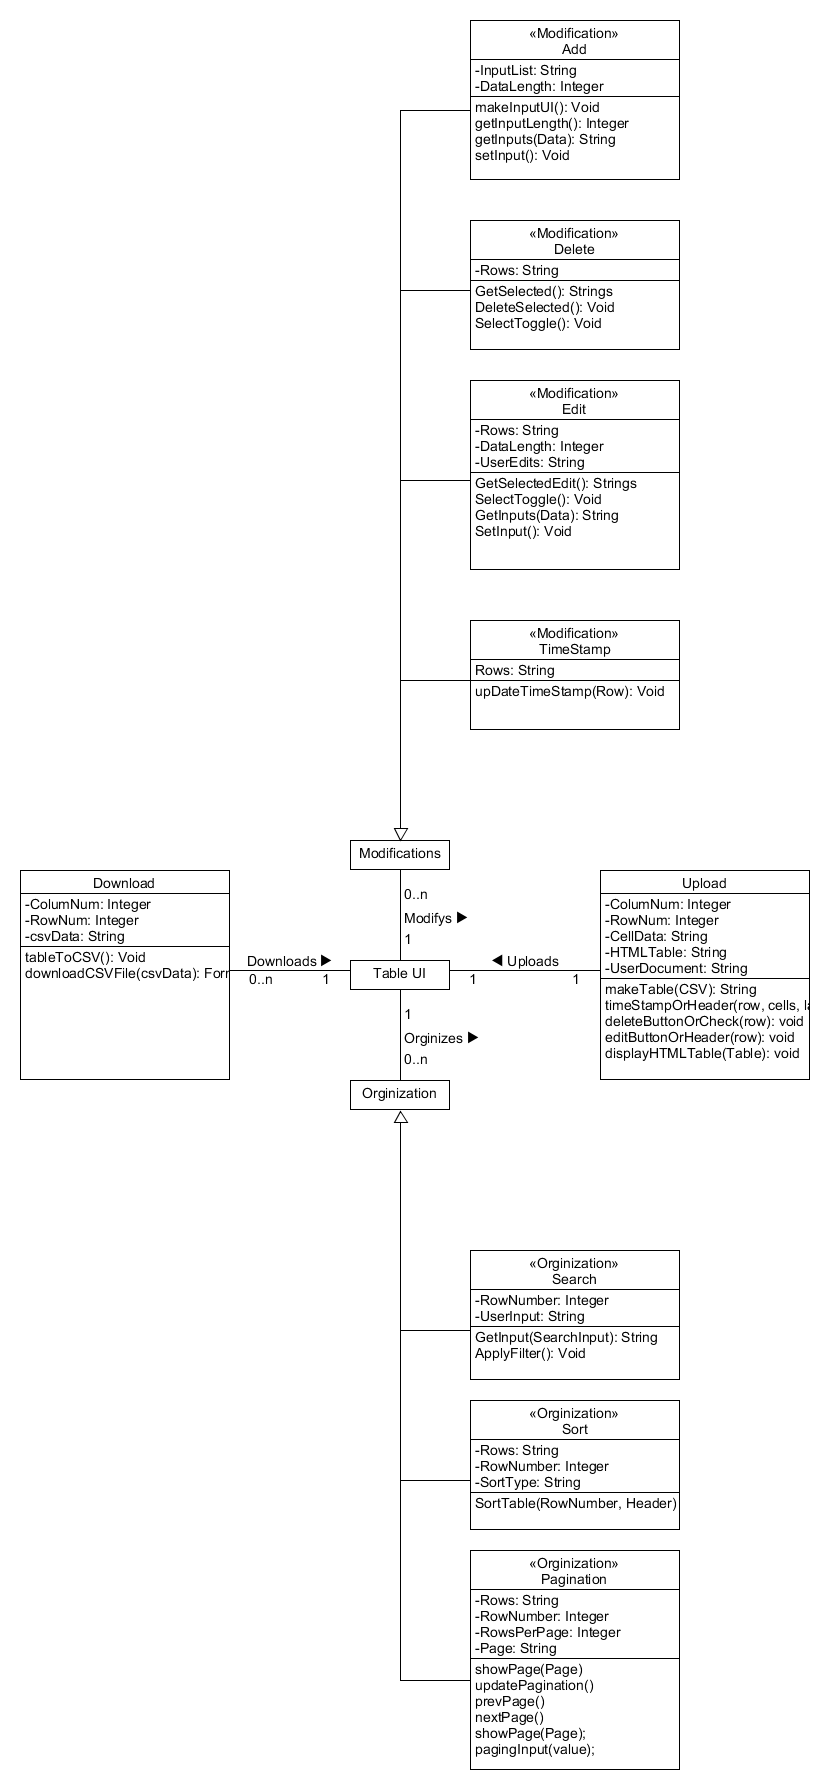 «Modification»
Add
-InputList: String
-DataLength: Integer
makeInputUI(): Void
getInputLength(): Integer
getInputs(Data): String
setInput(): Void
«Modification»
Delete
-Rows: String
GetSelected(): Strings
DeleteSelected(): Void
SelectToggle(): Void
«Modification»
Edit
-Rows: String
-DataLength: Integer
-UserEdits: String
GetSelectedEdit(): Strings
SelectToggle(): Void
GetInputs(Data): String
SetInput(): Void
«Modification»
TimeStamp
Rows: String
upDateTimeStamp(Row): Void
Modifications
0..n
Modifys ▶
1
Download
-ColumNum: Integer
-RowNum: Integer
-csvData: String
tableToCSV(): Void
downloadCSVFile(csvData):
Downloads ▶
0..n 1
Table UI
◀ Uploads
1 1
Upload
-ColumNum: Integer
-RowNum: Integer
-CellData: String
-HTMLTable: String
-UserDocument: String
makeTable(CSV): String
timeStampOrHeader(row, cells,
deleteButtonOrCheck(row): void
editButtonOrHeader(row): void
displayHTMLTable(Table): void
1
Orginizes ▶
0..n
Orginization
«Orginization»
Search
-RowNumber: Integer
-UserInput: String
GetInput(SearchInput): String
ApplyFilter(): Void
«Orginization»
Sort
-Rows: String
-RowNumber: Integer
-SortType: String
SortTable(RowNumber, Header)
«Orginization»
Pagination
-Rows: String
-RowNumber: Integer
-RowsPerPage: Integer
-Page: String
showPage(Page)
updatePagination()
prevPage()
nextPage()
showPage(Page);
pagingInput(value);